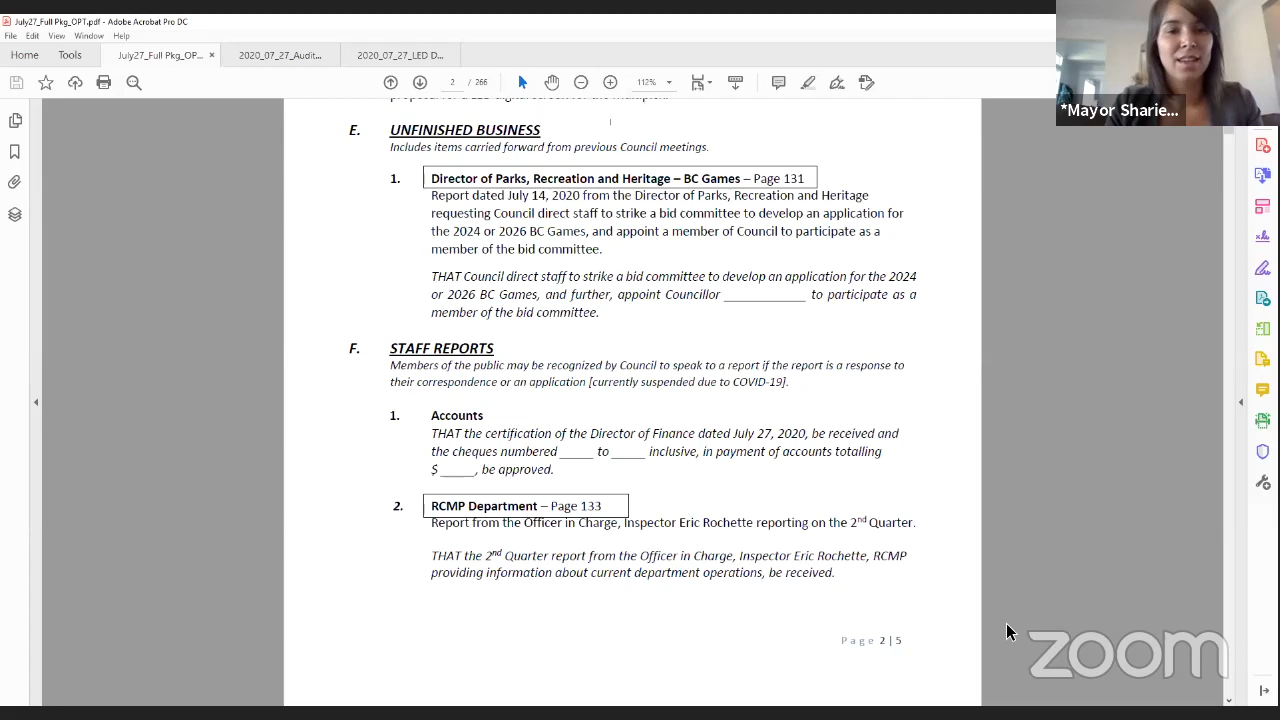 July27_Full Pkg_OPT.pdf - Adobe Acrobat Pro DC
File Edit View Window Help
Home Tools July27_Full Pkg_OP... × 2020_07_27_Audit... 2020_07_27_LED D...
2 / 266 112%
*Mayor Sharie...
E. UNFINISHED BUSINESS
Includes items carried forward from previous Council meetings.
1. Director of Parks, Recreation and Heritage – BC Games – Page 131
Report dated July 14, 2020 from the Director of Parks, Recreation and Heritage
requesting Council direct staff to strike a bid committee to develop an application for
the 2024 or 2026 BC Games, and appoint a member of Council to participate as a
member of the bid committee.
THAT Council direct staff to strike a bid committee to develop an application for the 2024
or 2026 BC Games, and further, appoint Councillor ____________ to participate as a
member of the bid committee.
F. STAFF REPORTS
Members of the public may be recognized by Council to speak to a report if the report is a response to
their correspondence or an application [currently suspended due to COVID-19].
1. Accounts
THAT the certification of the Director of Finance dated July 27, 2020, be received and
the cheques numbered _____ to _____ inclusive, in payment of accounts totalling
$ _____, be approved.
2. RCMP Department – Page 133
Report from the Officer in Charge, Inspector Eric Rochette reporting on the 2nd Quarter.
THAT the 2nd Quarter report from the Officer in Charge, Inspector Eric Rochette, RCMP
providing information about current department operations, be received.
Page 2 | 5
zoom